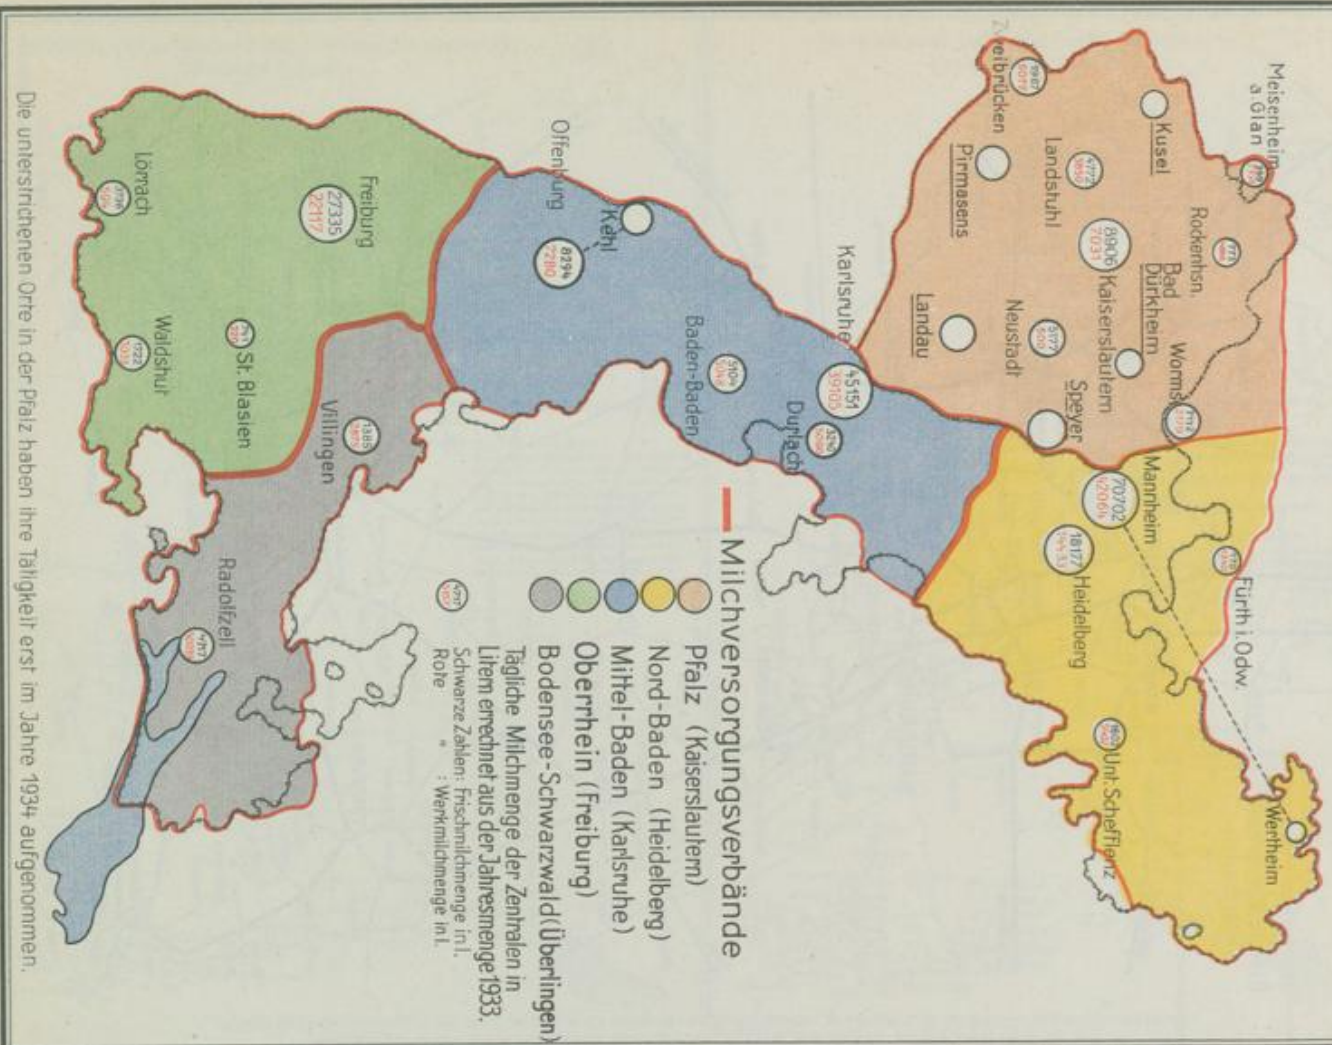 Meisenheim
a. Glan
Rockenhsn.
Kusel
Bad
Dürkheim
Worms
Fürth i. Odw.
Wertheim
Landstuhl
8906
7031
Kaiserslautern
Mannheim
70702
42064
Zweibrücken
Pirmasens
Neustadt
Speyer
18177
Heidelberg
Unt. Schefflenz
Landau
Karlsruhe
45151
39105
Durlach
Baden-Baden
5104
Offenburg
Kehl
8294
7280
Milchversorgungsverbände
Pfalz (Kaiserslautern)
Nord-Baden (Heidelberg)
Mittel-Baden (Karlsruhe)
Oberrhein (Freiburg)
Bodensee-Schwarzwald (Überlingen)
Tägliche Milchmenge der Zentralen in
Litern errechnet aus der Jahresmenge 1933.
Schwarze Zahlen: Frischmilchmenge in l.
Rote " : Werkmilchmenge in l.
Freiburg
27335
22117
Villingen
1385
St. Blasien
Lörrach
Waldshut
1722
Radolfzell
Die unterstrichenen Orte in der Pfalz haben ihre Tätigkeit erst im Jahre 1934 aufgenommen.